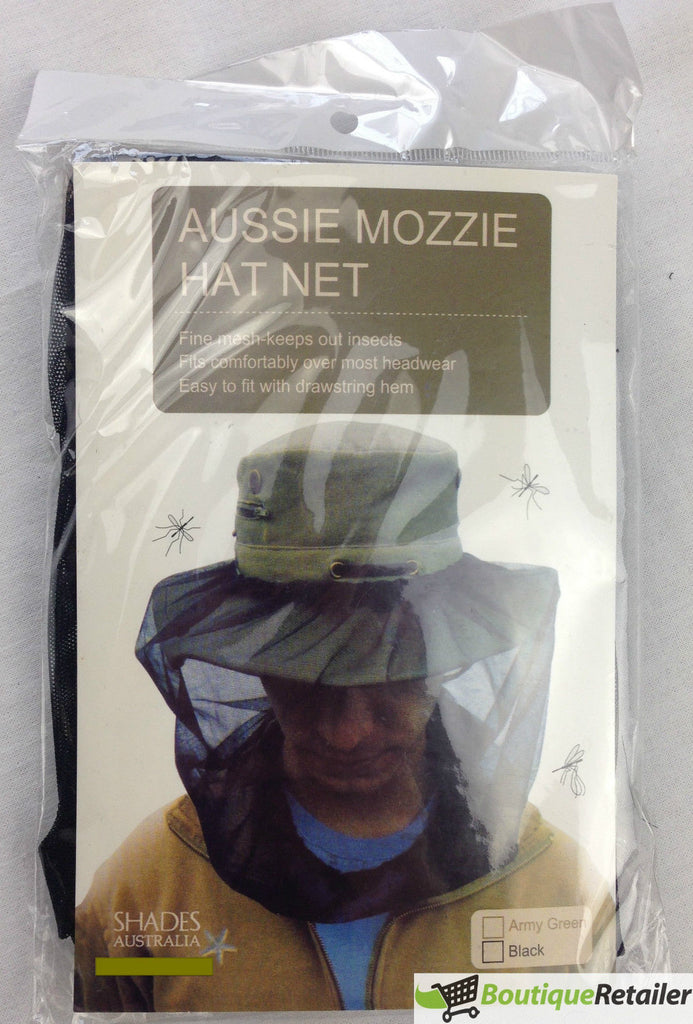 AUSSIE MOZZIE
HAT NET
Fine mesh-keeps out insects
Fits comfortably over most headwear
Easy to fit with drawstring hem
SHADES
AUSTRALIA
Army Green
Black
BoutiqueRetailer